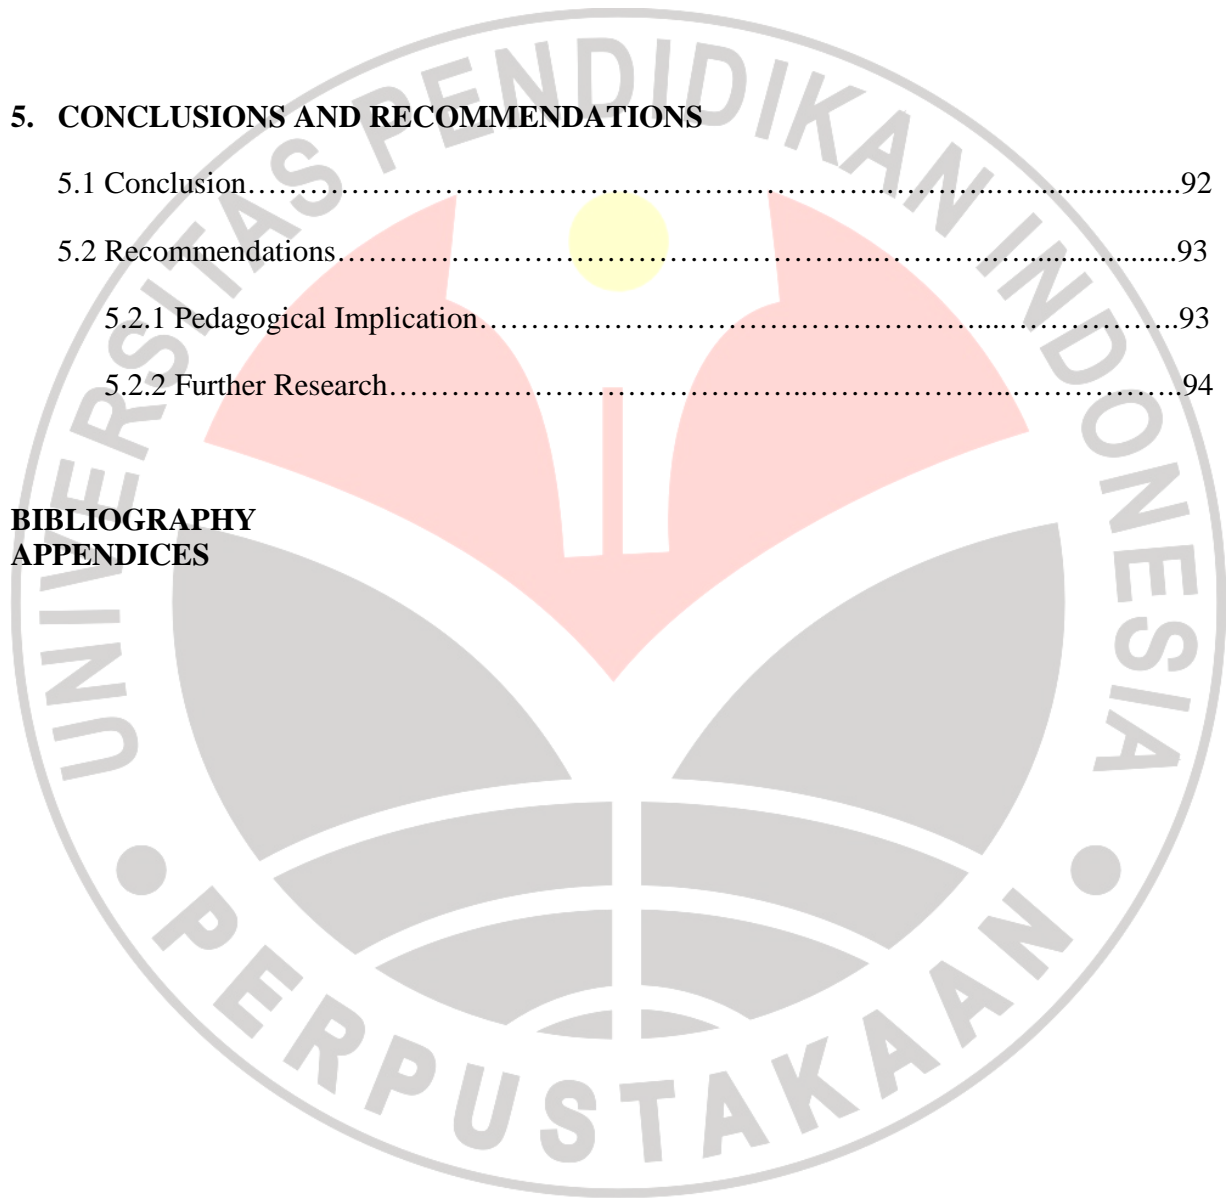 5. CONCLUSIONS AND RECOMMENDATIONS
5.1 Conclusion…………………………………………………………..…………..…...................92
5.2 Recommendations……………………………………………..………..…...................93
5.2.1 Pedagogical Implication…………………………………………...……………..93
5.2.2 Further Research…………………………………..………………..……………..94
BIBLIOGRAPHY
APPENDICES
UNIVERSITAS PENDIDIKAN INDONESIA
PERPUSTAKAAN